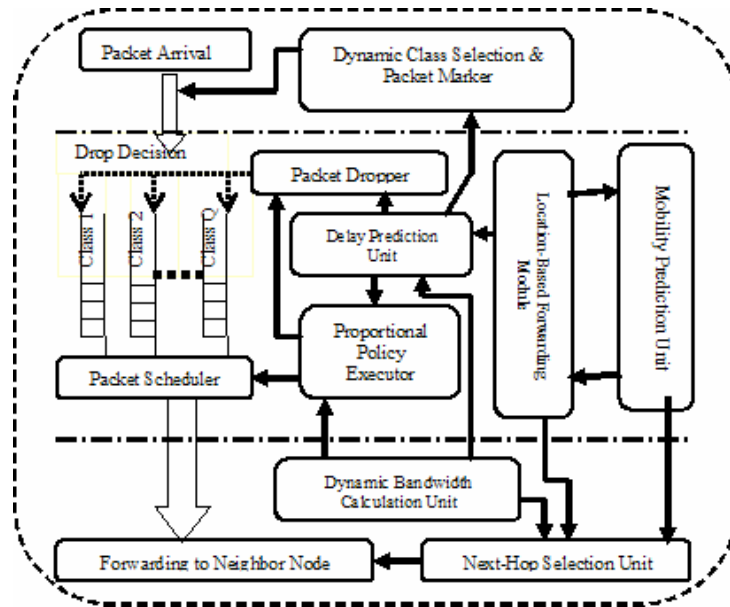 Packet Arrival
Dynamic Class Selection &
Packet Marker
Drop Decision
Packet Dropper
Class 1
Class 2
Class Q
Delay Prediction
Unit
Location-Based Forwarding
Module
Mobility Prediction Unit
Proportional
Policy
Executor
Packet Scheduler
Dynamic Bandwidth
Calculation Unit
Forwarding to Neighbor Node
Next-Hop Selection Unit